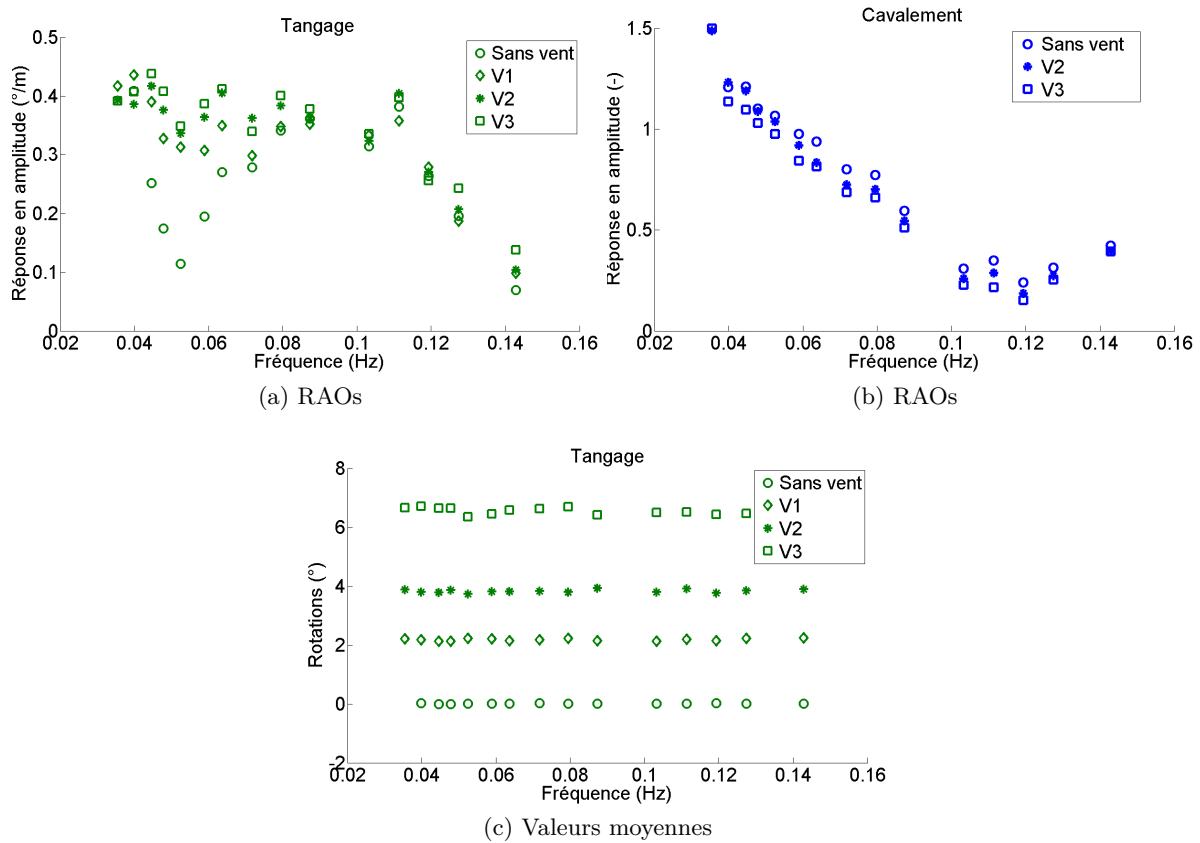 Tangage
Réponse en amplitude (°/m)
0.5
0.4
0.3
0.2
0.1
0
0.02 0.04 0.06 0.08 0.1 0.12 0.14 0.16
Fréquence (Hz)
Sans vent
V1
V2
V3
(a) RAOs
Cavalement
Réponse en amplitude (-)
1.5
1
0.5
0
0.02 0.04 0.06 0.08 0.1 0.12 0.14 0.16
Fréquence (Hz)
Sans vent
V2
V3
(b) RAOs
Tangage
Rotations (°)
8
6
4
2
0
-2
0.02 0.04 0.06 0.08 0.1 0.12 0.14 0.16
Fréquence (Hz)
Sans vent
V1
V2
V3
(c) Valeurs moyennes